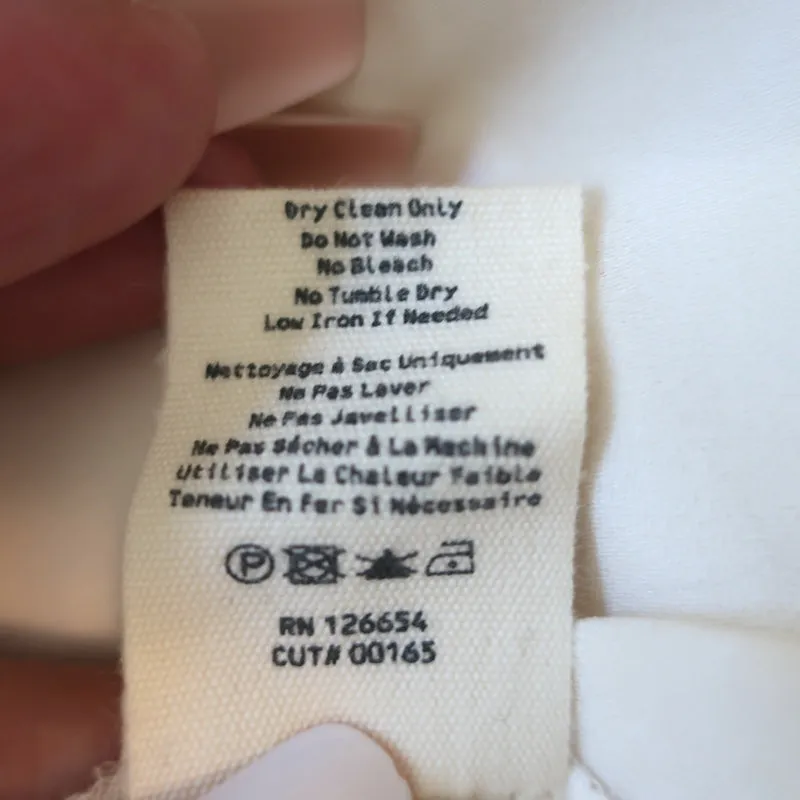 Dry Clean Only
Do Not Wash
No Bleach
No Tumble Dry
Low Iron If Needed
Nettoyage à Sac Uniquement
Ne Pas Laver
Ne Pas Javelliser
Ne Pas Sécher À La Machine
Utiliser La Chaleur Faible
Teneur En Fer Si Nécessaire
P
RN 126654
CUT# 00165